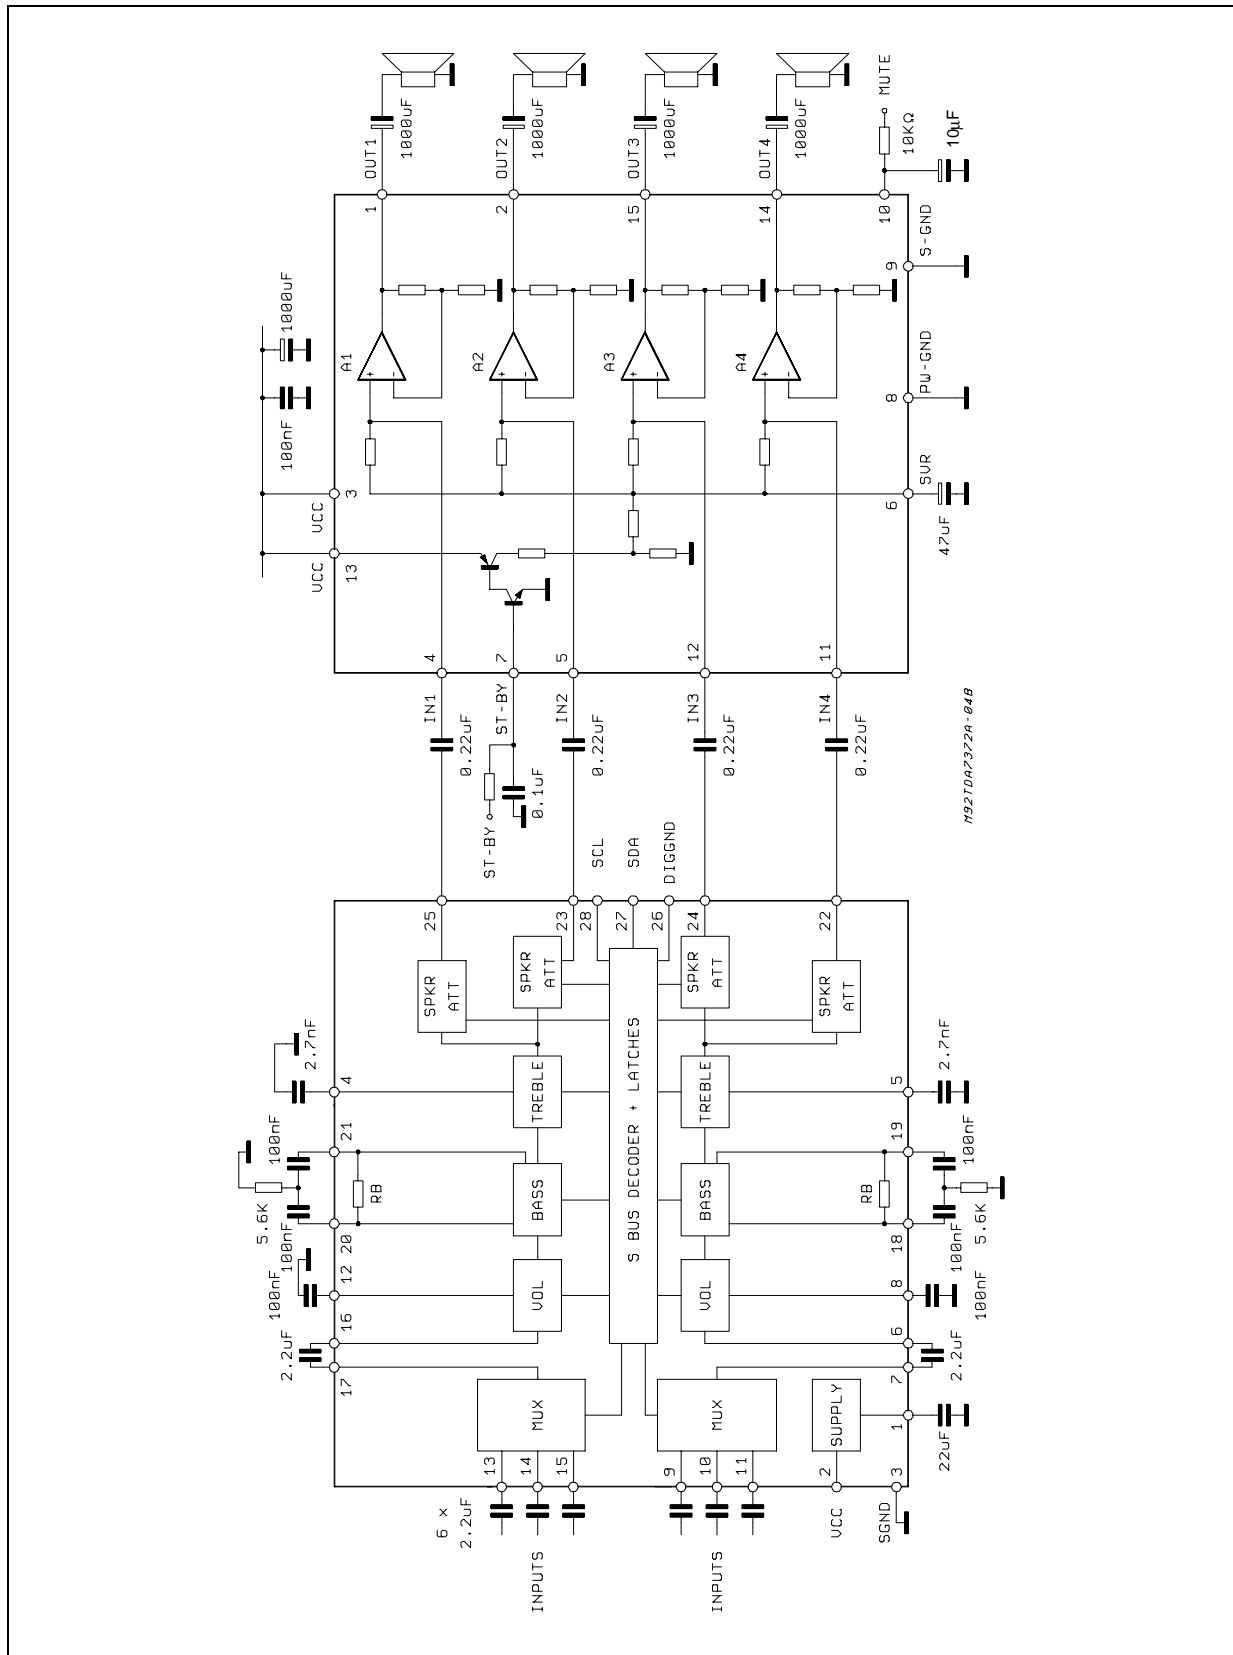 OUT1
1000uF
OUT2
1000uF
OUT3
1000uF
OUT4
1000uF
MUTE
10KΩ
10µF
1
2
15
14
10
S-GND
9
PW-GND
8
SVR
6
47uF
1000uF
100nF
A1
+
-
A2
+
-
A3
+
-
A4
+
-
VCC
3
VCC
13
4
7
5
12
11
IN1
0.22uF
ST-BY
ST-BY
0.1uF
IN2
0.22uF
IN3
0.22uF
IN4
0.22uF
M92TDA7372A-04B
SCL
SDA
DIGGND
25
23
28
27
26
24
22
SPKR
ATT
SPKR
ATT
SPKR
ATT
SPKR
ATT
S BUS DECODER + LATCHES
TREBLE
TREBLE
BASS
BASS
VOL
VOL
MUX
MUX
SUPPLY
2.7nF
4
100nF
21
5.6K
RB
100nF
20
100nF
12
2.2uF
16
17
2.7nF
5
19
100nF
RB
18
100nF
5.6K
8
100nF
6
7
2.2uF
1
22uF
13
14
15
9
10
11
2
3
6 x
2.2uF
INPUTS
INPUTS
VCC
SGND